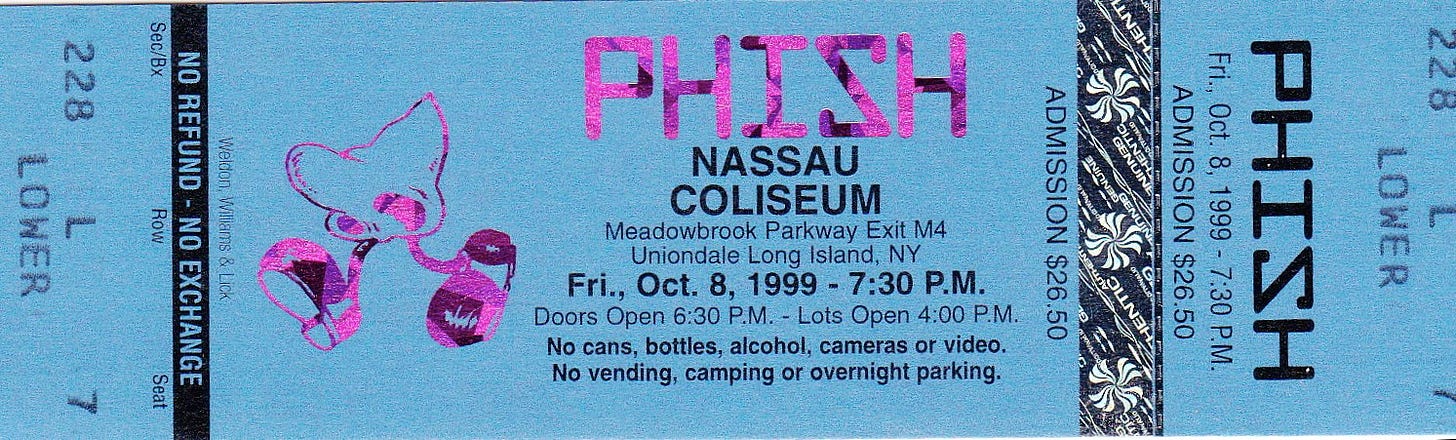 228 L 7
LOWER
Sec/Bx Row Seat
NO REFUND - NO EXCHANGE
Weldon, Williams & Lick
PHISH
NASSAU
COLISEUM
Meadowbrook Parkway Exit M4
Uniondale Long Island, NY
Fri., Oct. 8, 1999 - 7:30 P.M.
Doors Open 6:30 P.M. - Lots Open 4:00 P.M.
No cans, bottles, alcohol, cameras or video.
No vending, camping or overnight parking.
ADMISSION $26.50
GENUINE
AUTHENTIC
PHISH
Fri., Oct. 8, 1999 - 7:30 P.M.
ADMISSION $26.50
228 L 7
LOWER